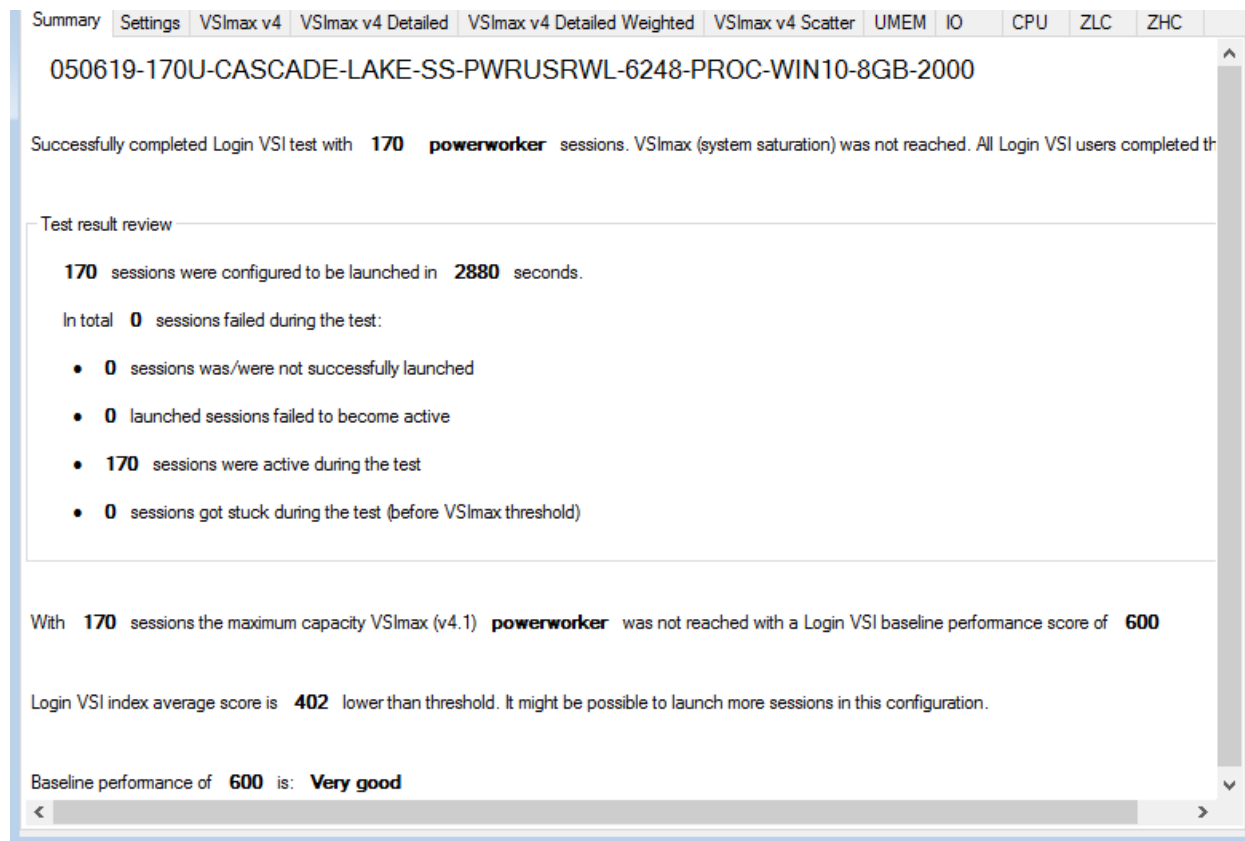 Summary Settings VSImax v4 VSImax v4 Detailed VSImax v4 Detailed Weighted VSImax v4 Scatter UMEM IO CPU ZLC ZHC
050619-170U-CASCADE-LAKE-SS-PWRUSRWL-6248-PROC-WIN10-8GB-2000
Successfully completed Login VSI test with 170 powerworker sessions. VSImax (system saturation) was not reached. All Login VSI users completed th
Test result review
170 sessions were configured to be launched in 2880 seconds.
In total 0 sessions failed during the test:
• 0 sessions was/were not successfully launched
• 0 launched sessions failed to become active
• 170 sessions were active during the test
• 0 sessions got stuck during the test (before VSImax threshold)
With 170 sessions the maximum capacity VSImax (v4.1) powerworker was not reached with a Login VSI baseline performance score of 600
Login VSI index average score is 402 lower than threshold. It might be possible to launch more sessions in this configuration.
Baseline performance of 600 is: Very good